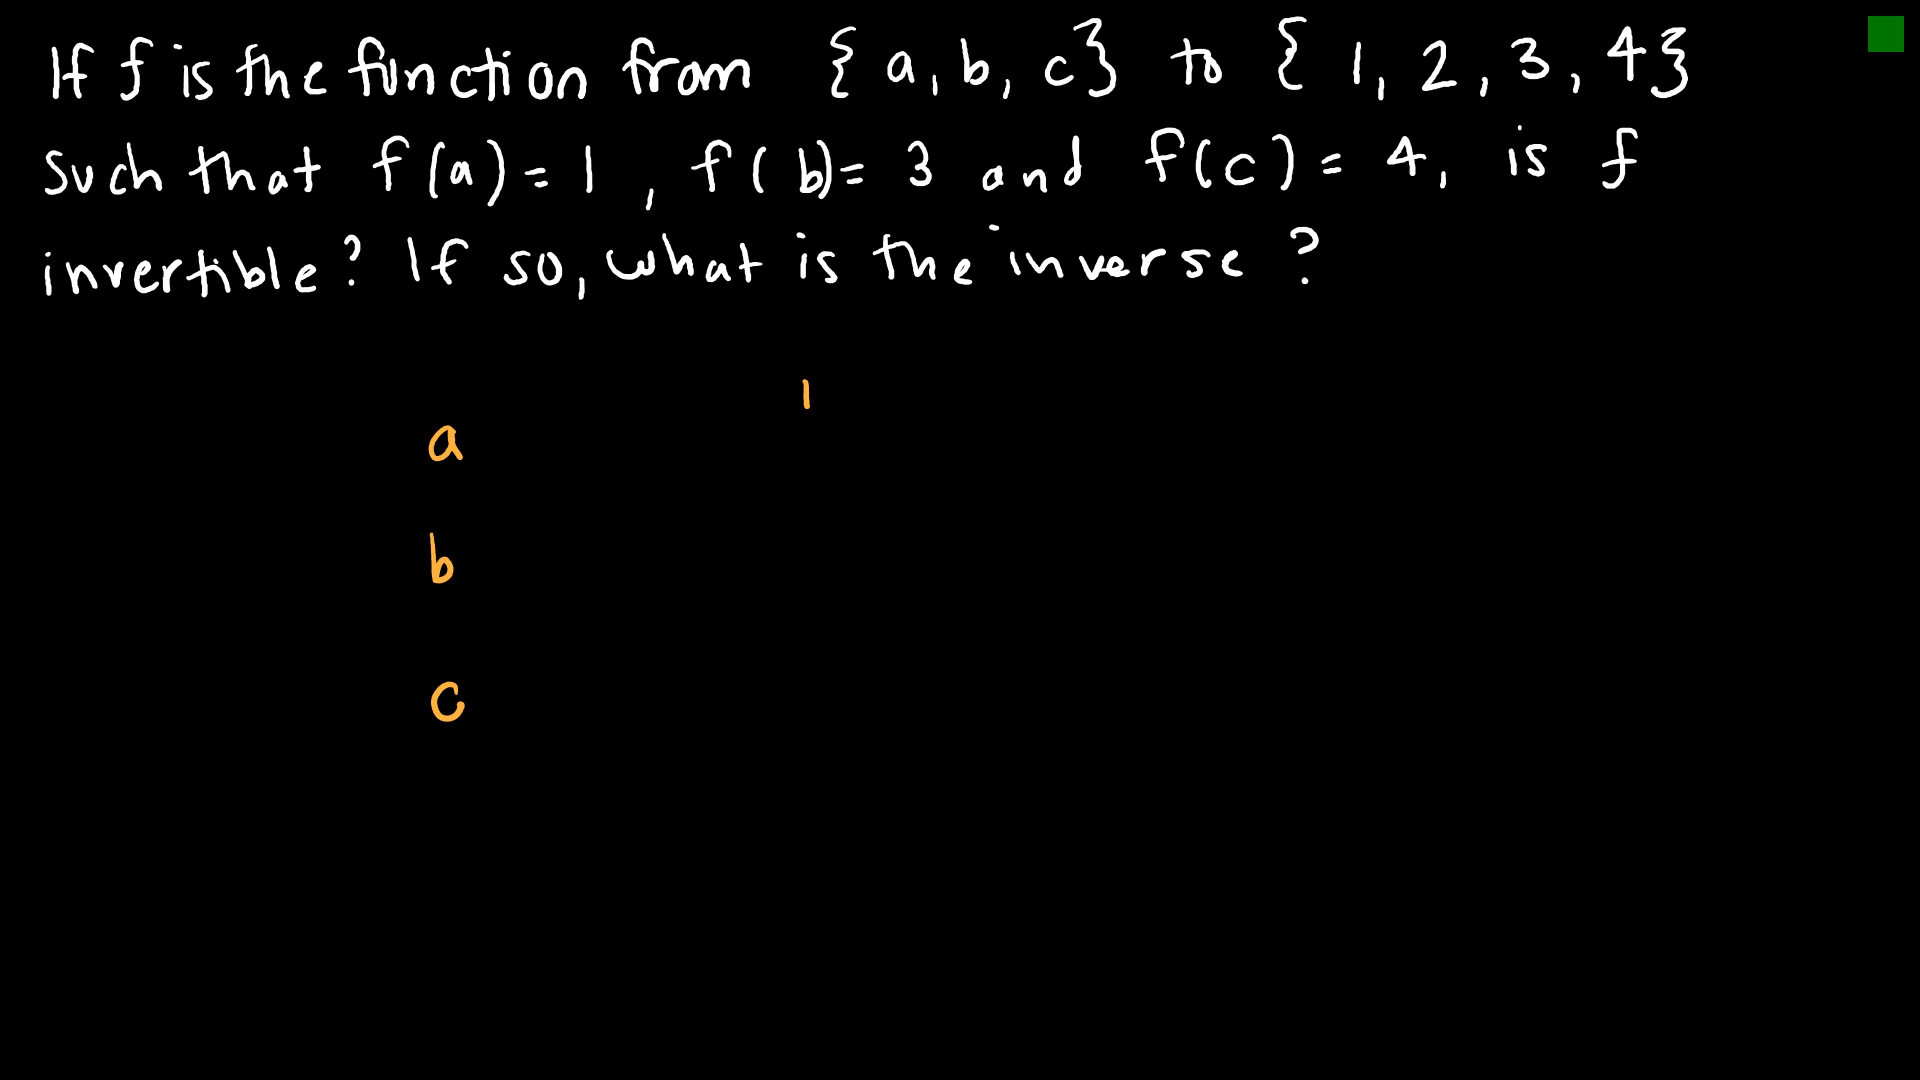 If f is the function from { a, b, c} to { 1, 2, 3, 4}
such that f(a) = 1, f(b) = 3 and f(c) = 4, is f
invertible? If so, what is the inverse?
1
a
b
c